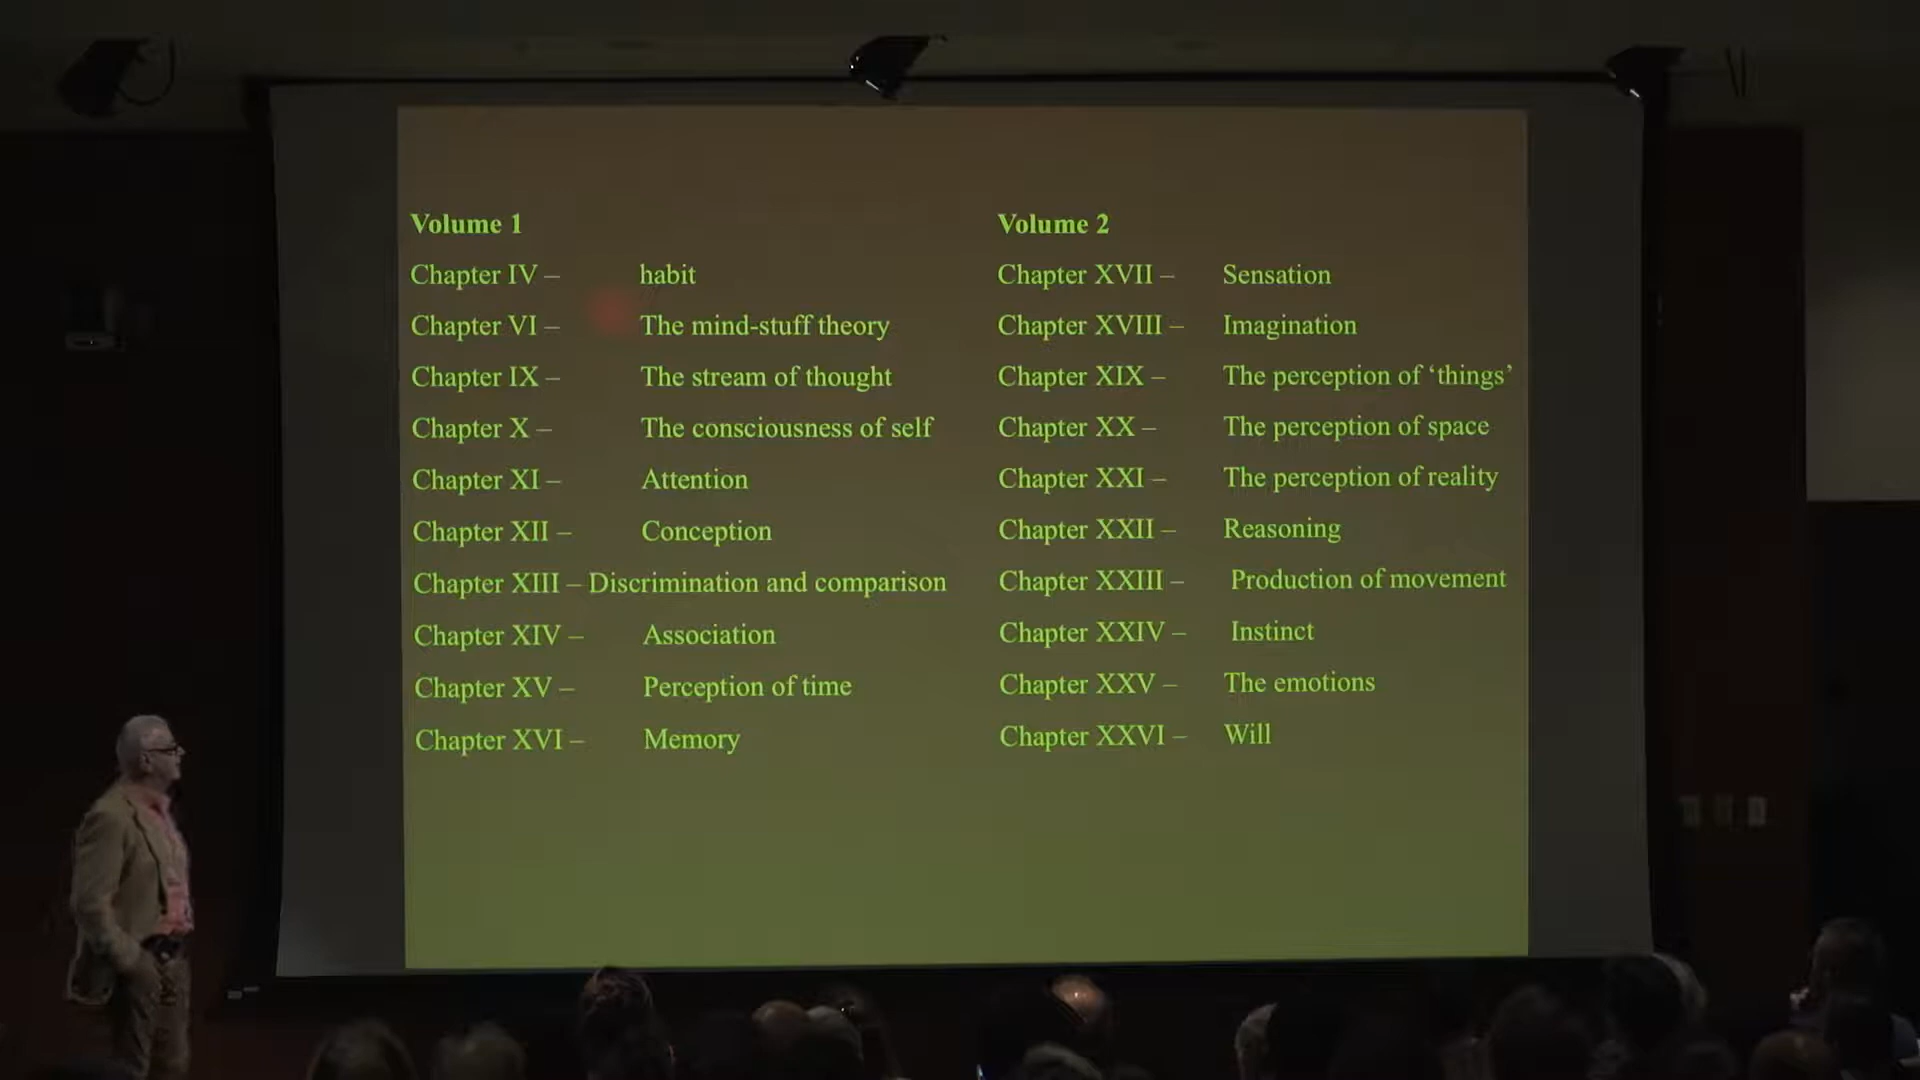 Volume 1
Chapter IV – habit
Chapter VI – The mind-stuff theory
Chapter IX – The stream of thought
Chapter X – The consciousness of self
Chapter XI – Attention
Chapter XII – Conception
Chapter XIII – Discrimination and comparison
Chapter XIV – Association
Chapter XV – Perception of time
Chapter XVI – Memory
Volume 2
Chapter XVII – Sensation
Chapter XVIII – Imagination
Chapter XIX – The perception of ‘things’
Chapter XX – The perception of space
Chapter XXI – The perception of reality
Chapter XXII – Reasoning
Chapter XXIII – Production of movement
Chapter XXIV – Instinct
Chapter XXV – The emotions
Chapter XXVI – Will